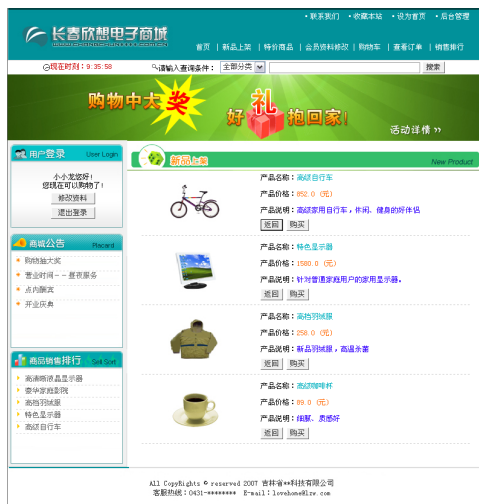 •联系我们 •收藏本站 •设为首页 •后台管理
长春欣想电子商城
首页 | 新品上架 | 特价商品 | 会员资料修改 | 购物车 | 查看订单 | 销售排行
现在时刻：9:35:58
请输入查询条件： 全部分类 搜索
购物中大奖 好礼抱回家！
活动详情 >>
用户登录 User Login
小小龙您好！
您现在可以购物了！
修改资料
退出登录
商城公告
购物抽大奖
营业时间－－昼夜服务
点内酬宾
开业庆典
商品销售排行 Sell Sort
高清晰液晶显示器
豪华家庭影院
高档羽绒服
特色显示器
高级自行车
新品上架 New Product
产品名称：高级自行车
产品价格：852.0 (元)
产品说明：高级家用自行车，休闲、健身的好伴侣
返回 购买
产品名称：特色显示器
产品价格：1580.0 (元)
产品说明：针对普通家庭用户的家用显示器。
返回 购买
产品名称：高档羽绒服
产品价格：258.0 (元)
产品说明：新品羽绒服，高温杀菌
返回 购买
产品名称：高级咖啡杯
产品价格：89.0 (元)
产品说明：细腻、质感好
返回 购买
All CopyRights © reserved 2007 吉林省**科技有限公司
客服热线：0431-******** E-mail：lovehome@lzw.com